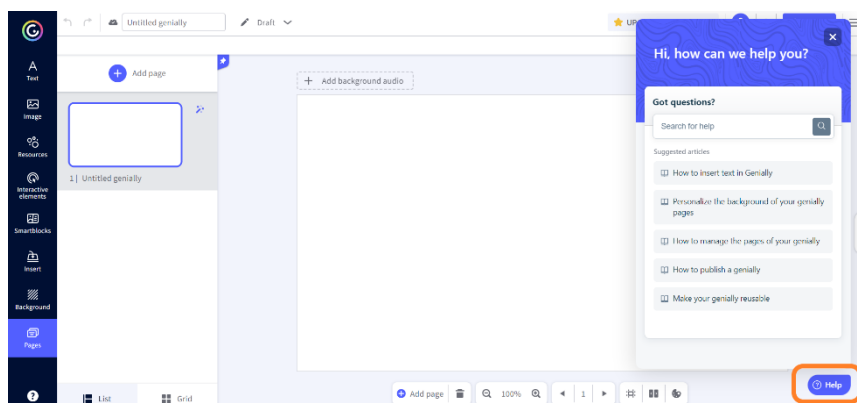 Untitled genially
Draft
UP
Text
Image
Resources
Interactive
elements
Smartblocks
Insert
Background
Pages
Add page
1 | Untitled genially
List
Grid
+ Add background audio
Add page
100%
1
Hi, how can we help you?
Got questions?
Search for help
Suggested articles
How to insert text in Genially
Personalize the background of your genially
pages
How to manage the pages of your genially
How to publish a genially
Make your genially reusable
Help